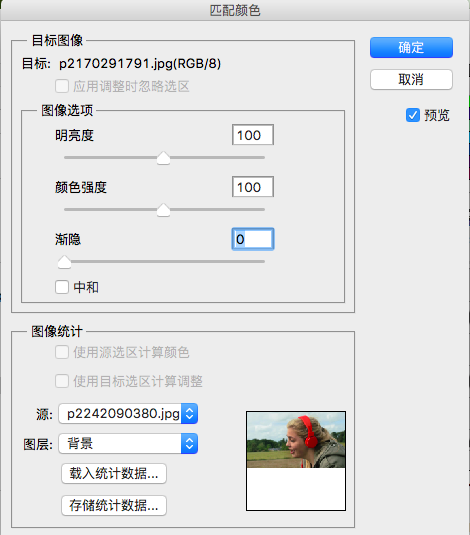 匹配颜色
目标图像
目标: p2170291791.jpg(RGB/8)
应用调整时忽略选区
图像选项
明亮度 100
颜色强度 100
渐隐 0
中和
确定
取消
预览
图像统计
使用源选区计算颜色
使用目标选区计算调整
源: p2242090380.jpg
图层: 背景
载入统计数据...
存储统计数据...